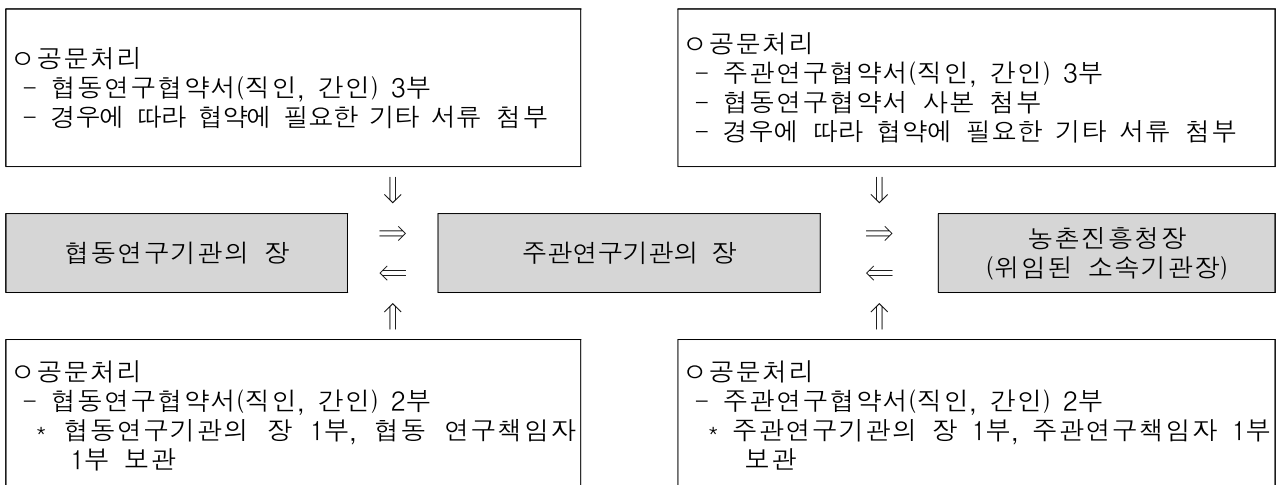 ㅇ공문처리
- 협동연구협약서(직인, 간인) 3부
- 경우에 따라 협약에 필요한 기타 서류 첨부
ㅇ공문처리
- 주관연구협약서(직인, 간인) 3부
- 협동연구협약서 사본 첨부
- 경우에 따라 협약에 필요한 기타 서류 첨부
⇓ ⇓
협동연구기관의 장
⇒
⇐
주관연구기관의 장
⇒
⇐
농촌진흥청장
(위임된 소속기관장)
⇑ ⇑
ㅇ공문처리
- 협동연구협약서(직인, 간인) 2부
* 협동연구기관의 장 1부, 협동 연구책임자
1부 보관
ㅇ공문처리
- 주관연구협약서(직인, 간인) 2부
* 주관연구기관의 장 1부, 주관연구책임자 1부
보관